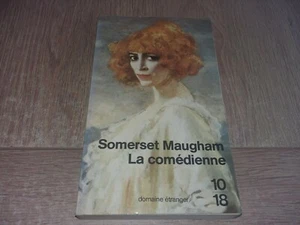 Somerset Maugham
La comédienne
10
domaine étranger
18